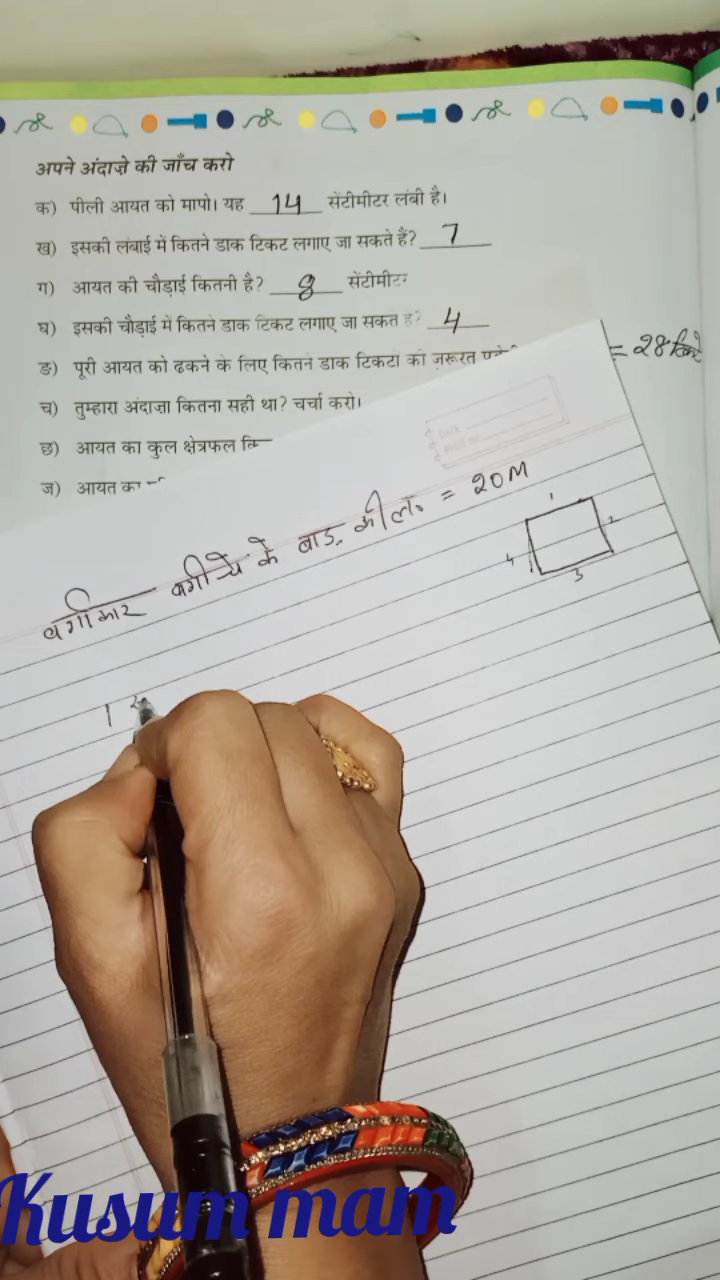 अपने अंदाज़े की जाँच करो
क) पीली आयत को मापो। यह 14 सेंटीमीटर लंबी है।
ख) इसकी लंबाई में कितने डाक टिकट लगाए जा सकते हैं? 7
ग) आयत की चौड़ाई कितनी है? 8 सेंटीमीटर
घ) इसकी चौड़ाई में कितने डाक टिकट लगाए जा सकते हैं? 4
ङ) पूरी आयत को ढकने के लिए कितने डाक टिकटों की ज़रूरत = 28
च) तुम्हारा अंदाज़ा कितना सही था? चर्चा करो।
छ) आयत का कुल क्षेत्रफल
ज) आयत का
वर्गाकार बगीचे के बाड़ की ल० = 20M
1
2
3
4
1
Kusum mam